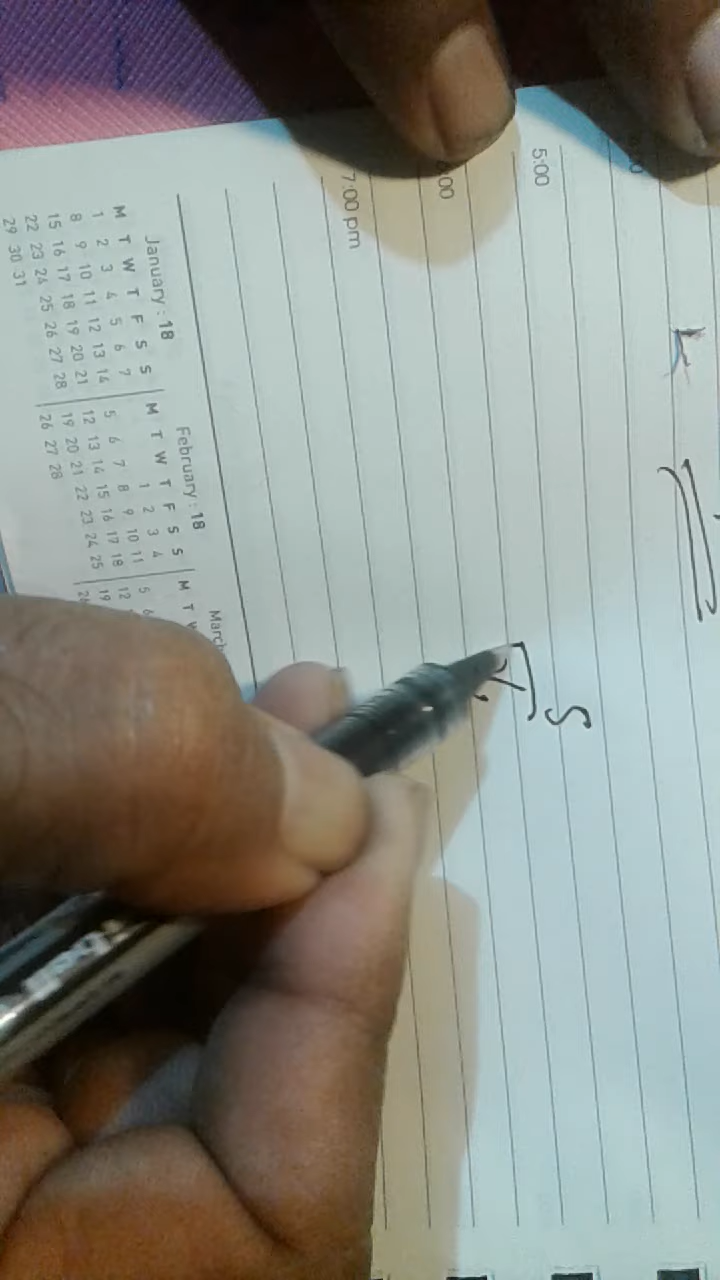 5:00
7:00 pm
S
January : 18
M T W T F S S
1 2 3 4 5 6 7
8 9 10 11 12 13 14
15 16 17 18 19 20 21
22 23 24 25 26 27 28
29 30 31
February : 18
M T W T F S S
1 2 3 4
5 6 7 8 9 10 11
12 13 14 15 16 17 18
19 20 21 22 23 24 25
26 27 28
March
M T
5
12
19